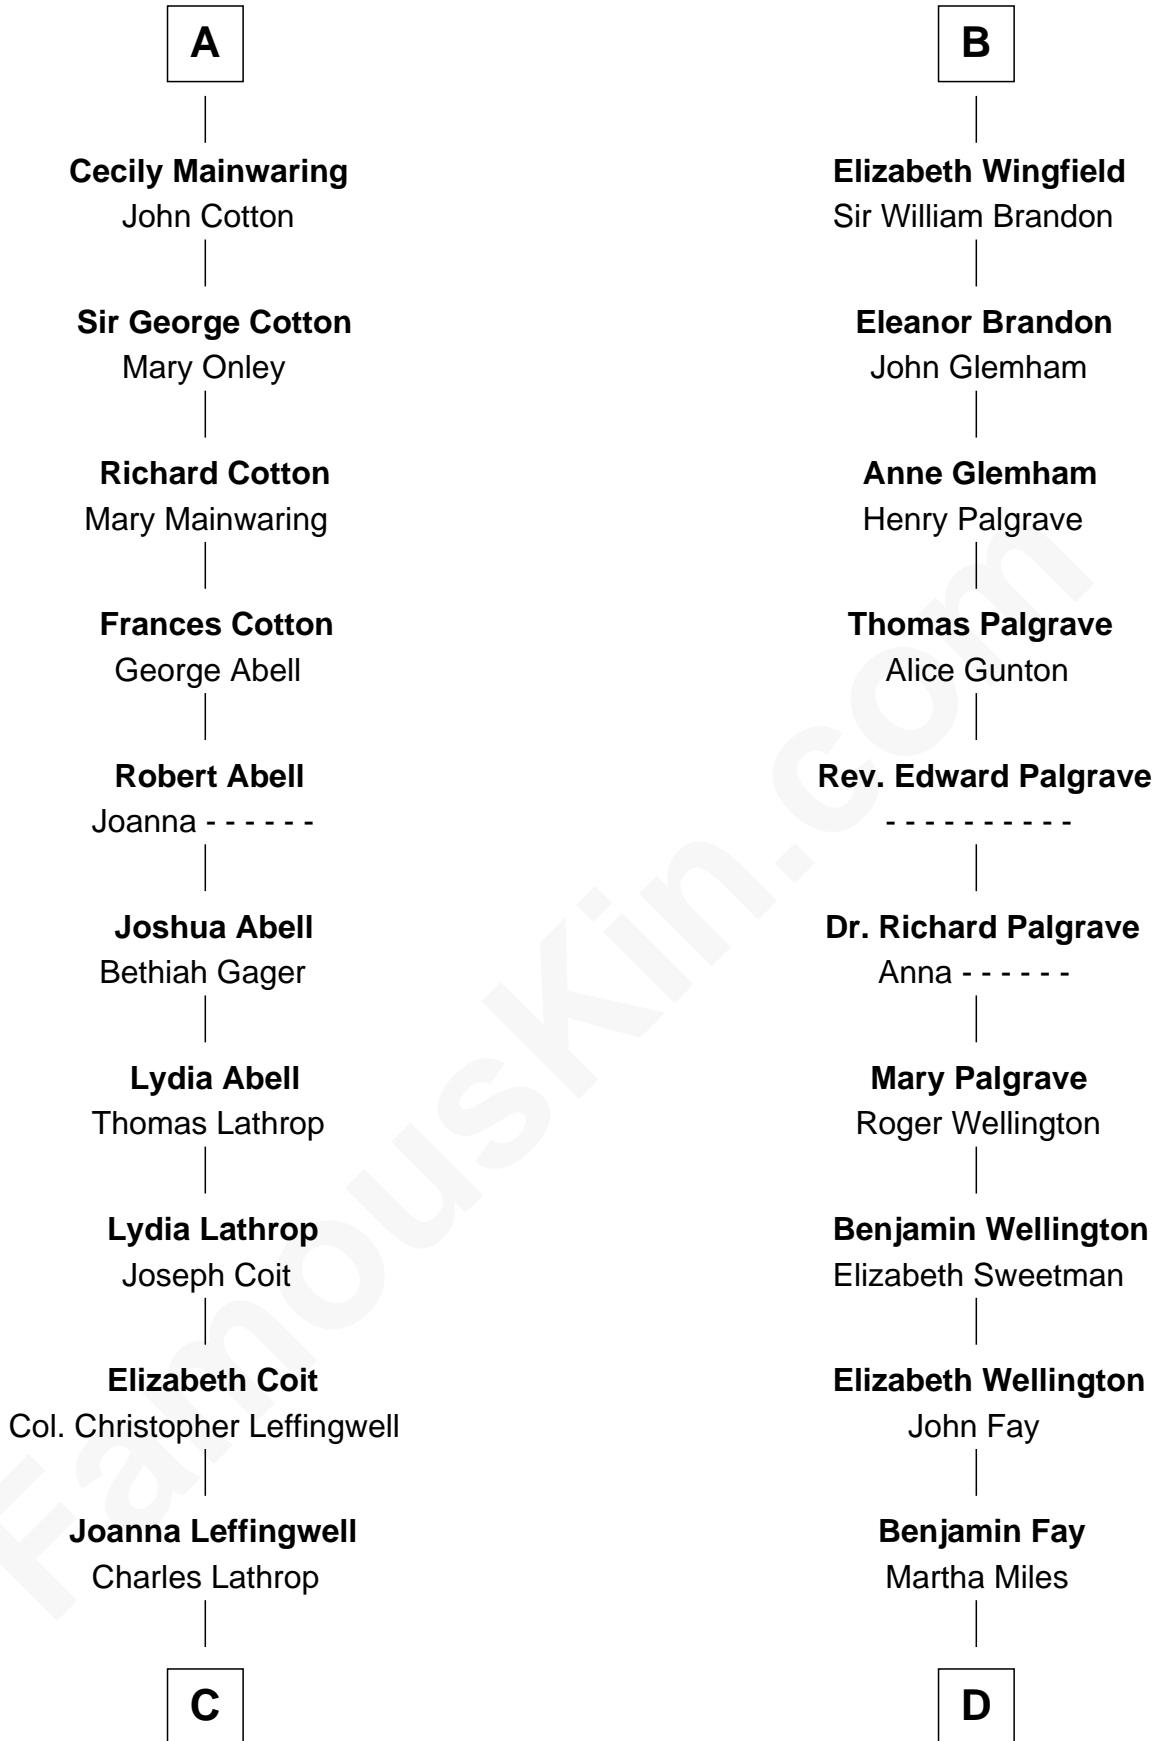 A
Cecily Mainwaring
John Cotton
Sir George Cotton
Mary Onley
Richard Cotton
Mary Mainwaring
Frances Cotton
George Abell
Robert Abell
Joanna - - - - - -
Joshua Abell
Bethiah Gager
Lydia Abell
Thomas Lathrop
Lydia Lathrop
Joseph Coit
Elizabeth Coit
Col. Christopher Leffingwell
Joanna Leffingwell
Charles Lathrop
C
B
Elizabeth Wingfield
Sir William Brandon
Eleanor Brandon
John Glemham
Anne Glemham
Henry Palgrave
Thomas Palgrave
Alice Gunton
Rev. Edward Palgrave
- - - - - - - - - -
Dr. Richard Palgrave
Anna - - - - - -
Mary Palgrave
Roger Wellington
Benjamin Wellington
Elizabeth Sweetman
Elizabeth Wellington
John Fay
Benjamin Fay
Martha Miles
D
FamousKin.com